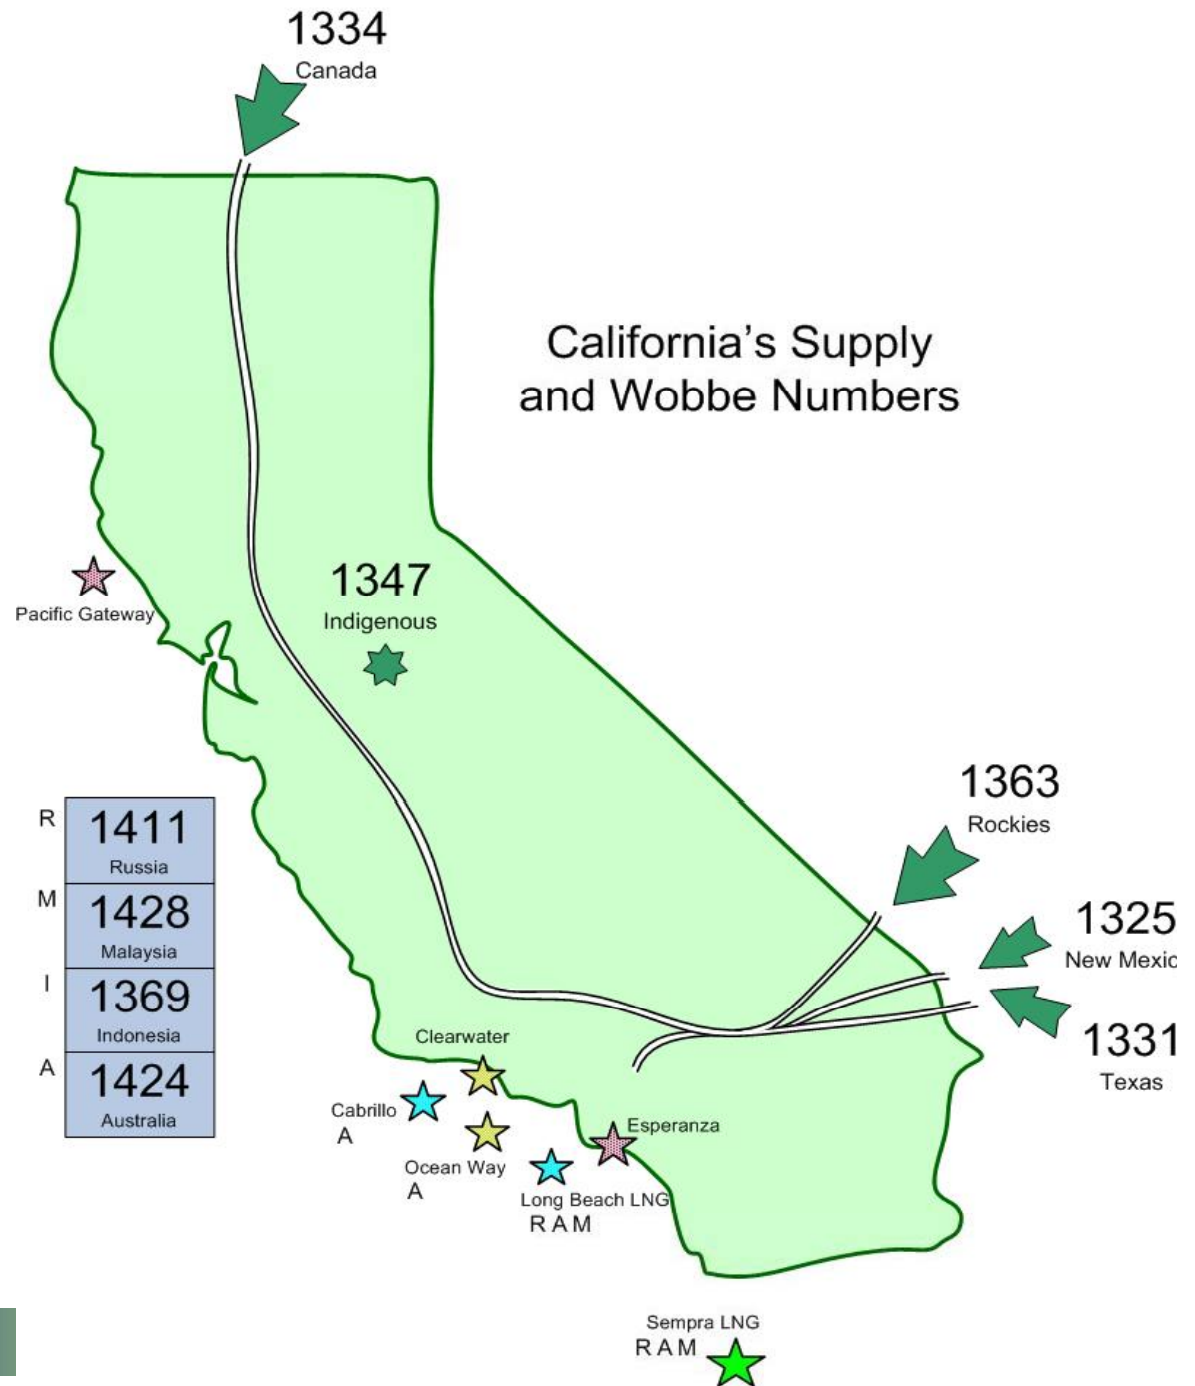 1334
Canada
California's Supply
and Wobbe Numbers
1347
Indigenous
Pacific Gateway
1363
Rockies
1325
New Mexic
1331
Texas
R
1411
Russia
M
1428
Malaysia
I
1369
Indonesia
A
1424
Australia
Clearwater
Cabrillo
A
Ocean Way
A
Esperanza
Long Beach LNG
R A M
Sempra LNG
R A M